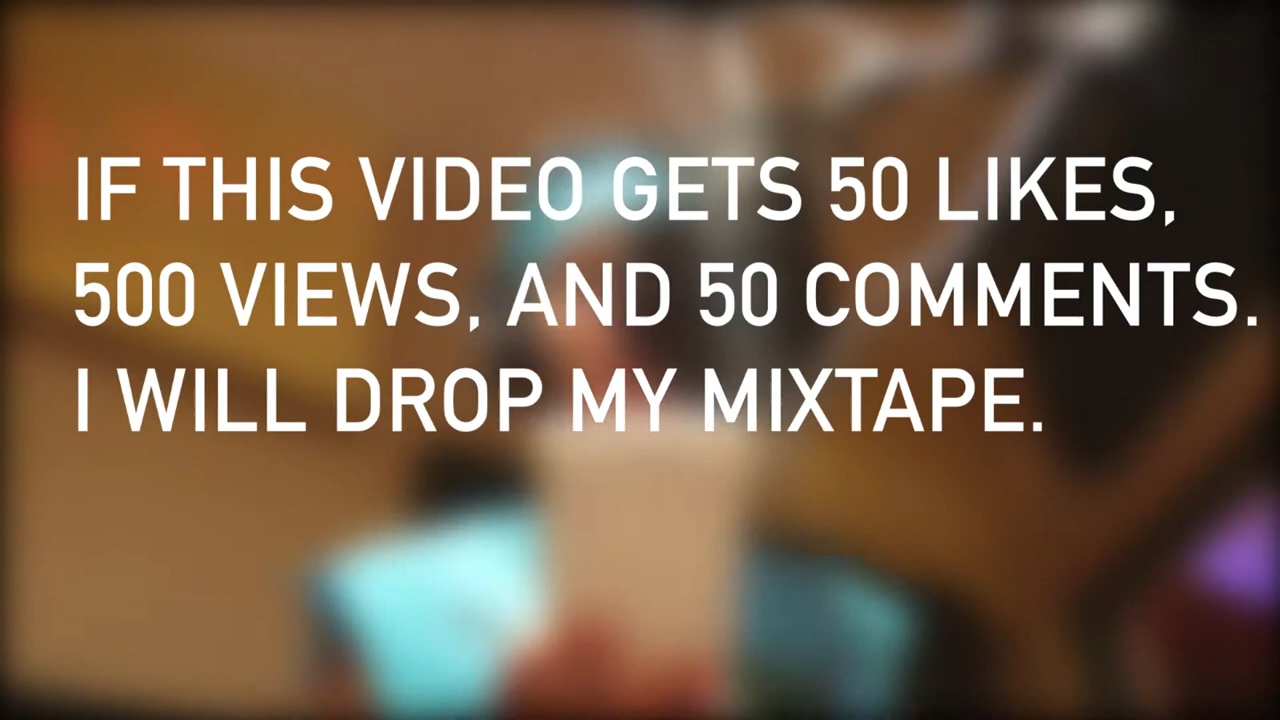 IF THIS VIDEO GETS 50 LIKES,
500 VIEWS, AND 50 COMMENTS.
I WILL DROP MY MIXTAPE.